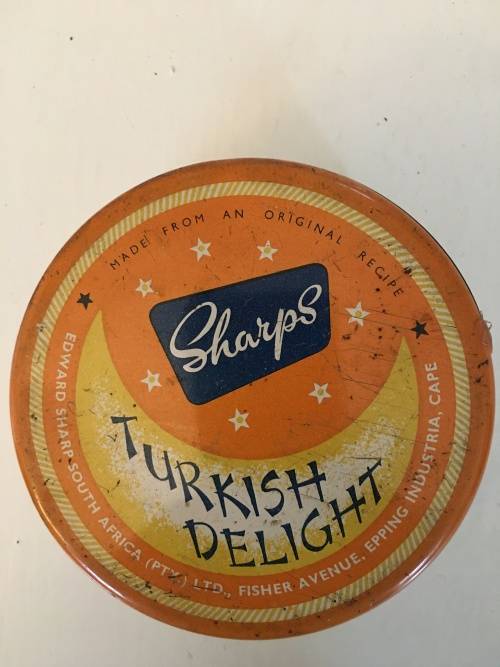 MADE FROM AN ORIGINAL RECIPE
Sharps
TURKISH
DELIGHT
EDWARD SHARP SOUTH AFRICA (PTY.) LTD., FISHER AVENUE, EPPING INDUSTRIA, CAPE